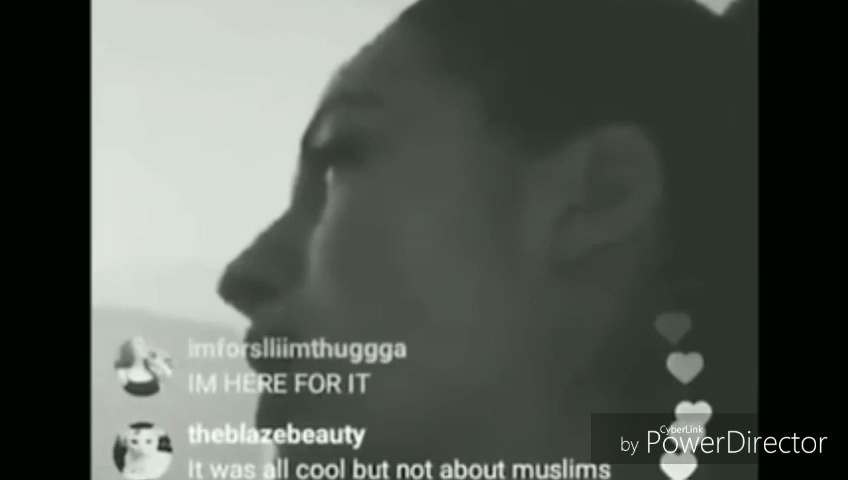 imforslliimthuggga
IM HERE FOR IT
theblazebeauty
It was all cool but not about muslims
CyberLink
by PowerDirector